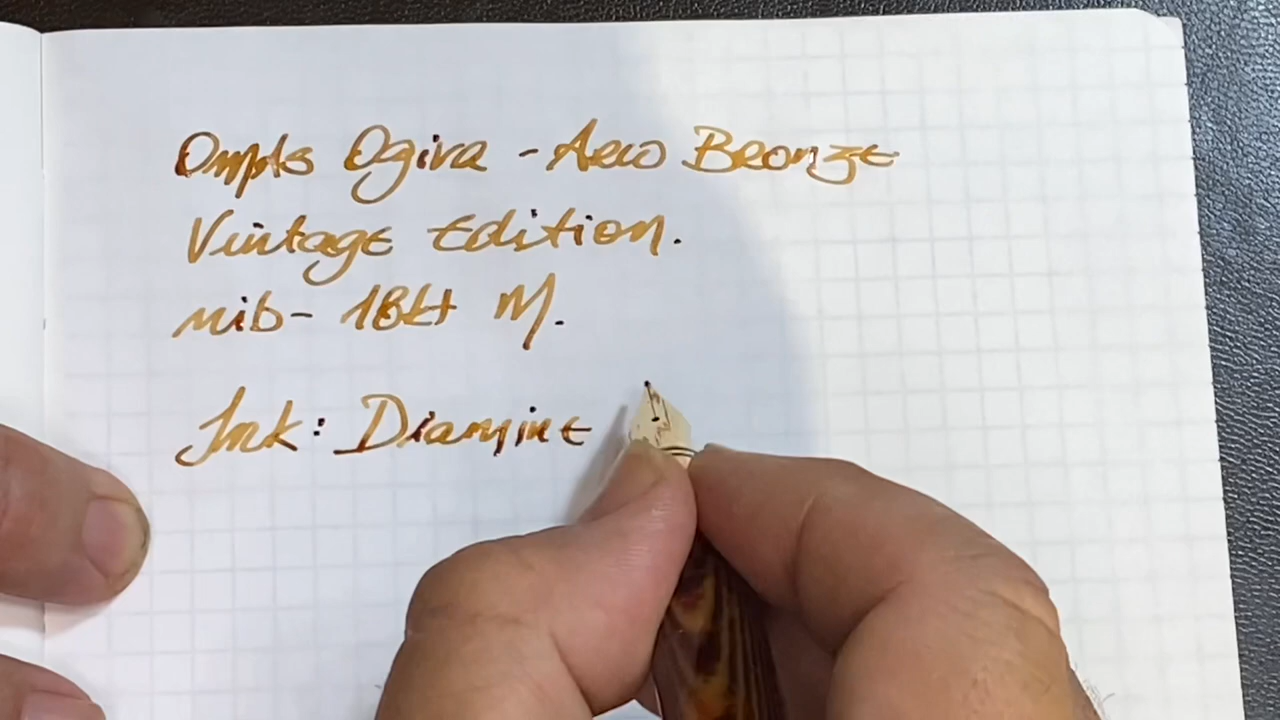 Omas Ogiva - Arco Bronze
Vintage Edition.
nib- 18kt M.
Ink: Diamine